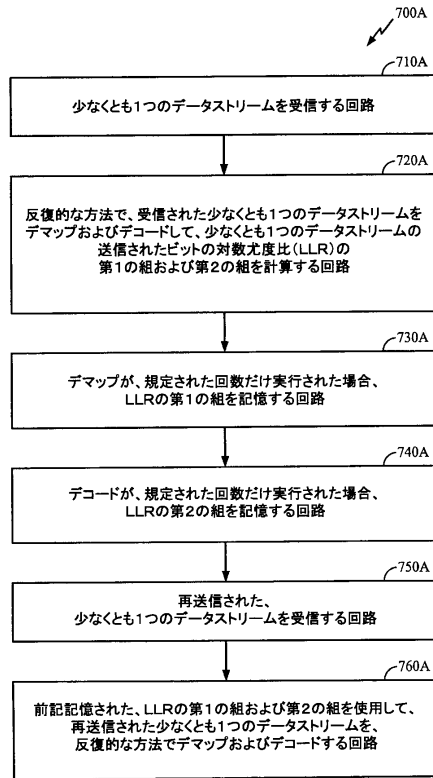 700A
710A
少なくとも1つのデータストリームを受信する回路
720A
反復的な方法で、受信された少なくとも1つのデータストリームを
デマップおよびデコードして、少なくとも1つのデータストリームの
送信されたビットの対数尤度比(LLR)の
第1の組および第2の組を計算する回路
730A
デマップが、規定された回数だけ実行された場合、
LLRの第1の組を記憶する回路
740A
デコードが、規定された回数だけ実行された場合、
LLRの第2の組を記憶する回路
750A
再送信された、
少なくとも1つのデータストリームを受信する回路
760A
前記記憶された、LLRの第1の組および第2の組を使用して、
再送信された少なくとも1つのデータストリームを、
反復的な方法でデマップおよびデコードする回路